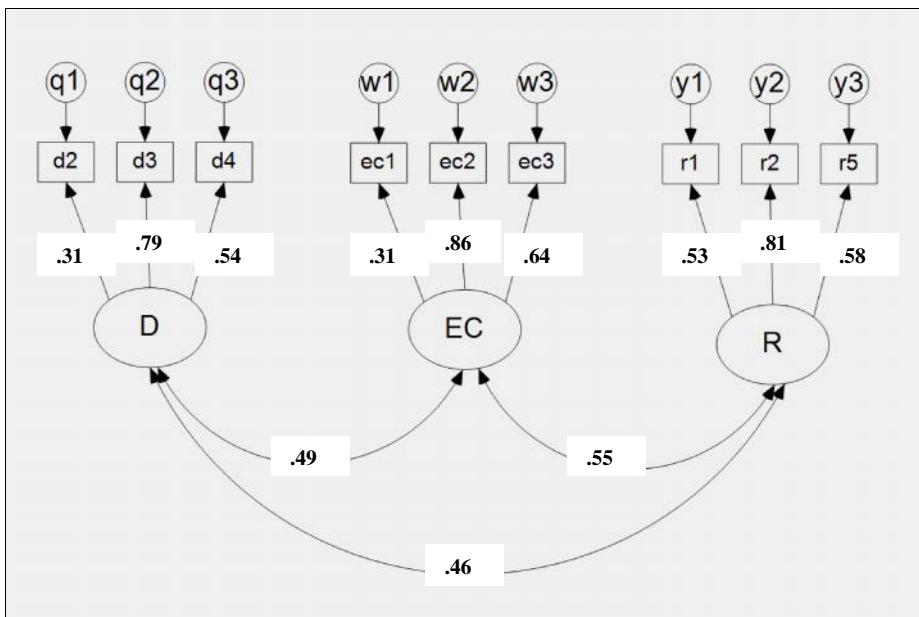 q1 q2 q3 w1 w2 w3 y1 y2 y3
d2 d3 d4 ec1 ec2 ec3 r1 r2 r5
.31 .79 .54 .31 .86 .64 .53 .81 .58
D EC R
.49 .55
.46